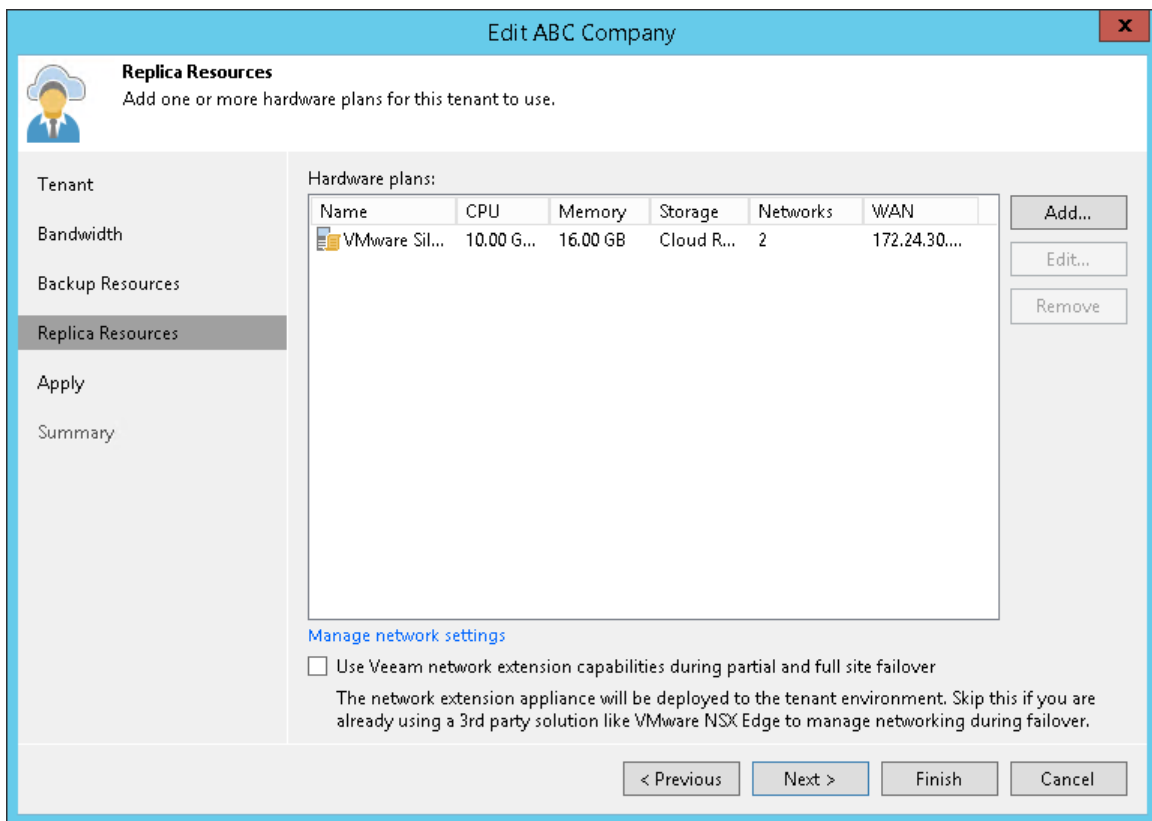 Edit ABC Company
x
Replica Resources
Add one or more hardware plans for this tenant to use.
Tenant
Bandwidth
Backup Resources
Replica Resources
Apply
Summary
Hardware plans:
Name CPU Memory Storage Networks WAN
VMware Sil... 10.00 G... 16.00 GB Cloud R... 2 172.24.30....
Add...
Edit...
Remove
Manage network settings
Use Veeam network extension capabilities during partial and full site failover
The network extension appliance will be deployed to the tenant environment. Skip this if you are
already using a 3rd party solution like VMware NSX Edge to manage networking during failover.
< Previous Next > Finish Cancel